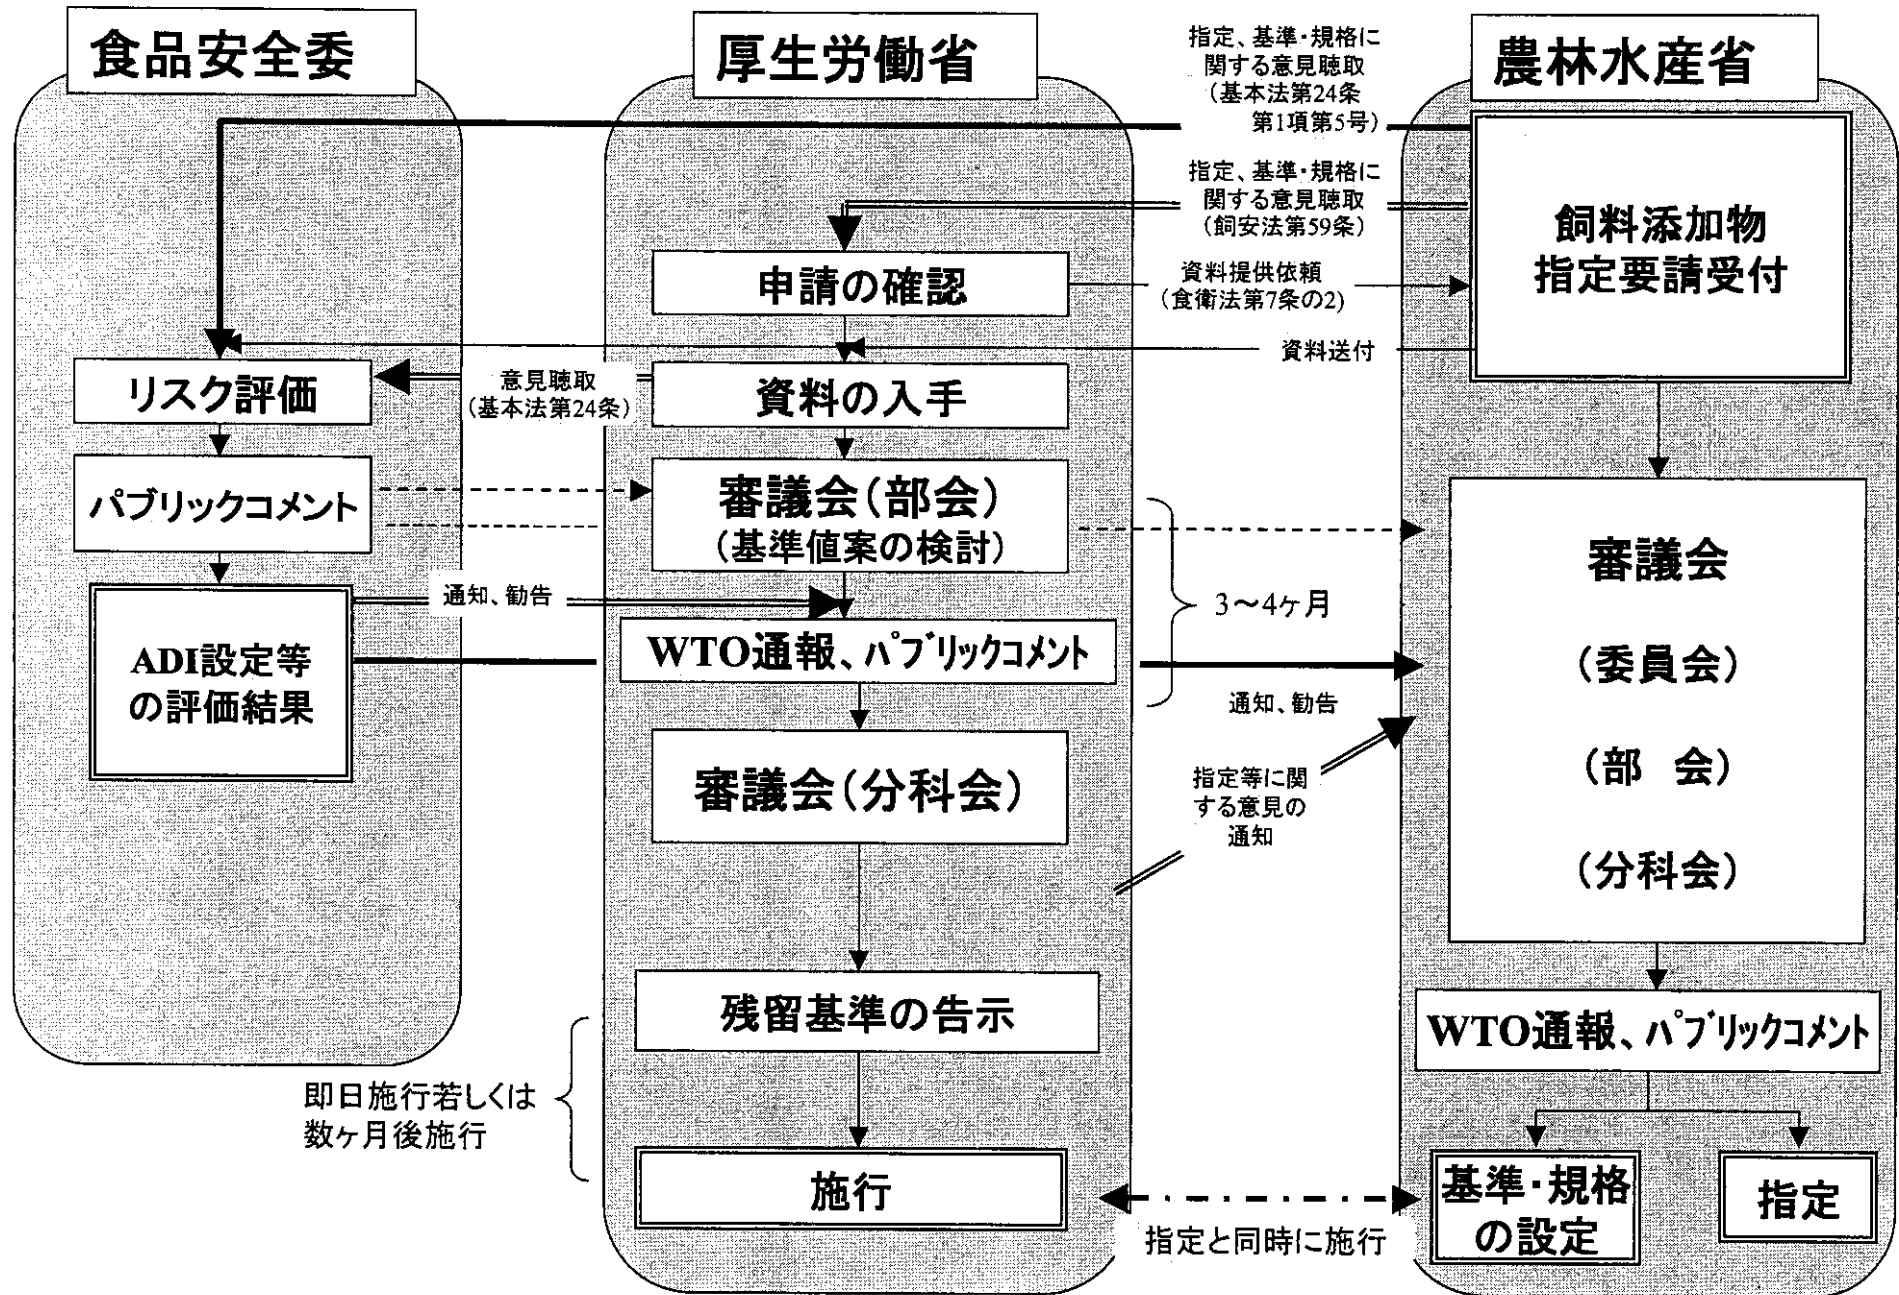 食品安全委
厚生労働省
農林水産省
指定、基準・規格に
関する意見聴取
（基本法第24条
第1項第5号）
指定、基準・規格に
関する意見聴取
（飼安法第59条）
飼料添加物
指定要請受付
申請の確認
資料提供依頼
（食衛法第7条の2)
資料送付
リスク評価
意見聴取
（基本法第24条）
資料の入手
パブリックコメント
審議会（部会）
（基準値案の検討）
審議会
（委員会）
（部　会）
（分科会）
ADI設定等
の評価結果
通知、勧告
3～4ヶ月
WTO通報、パブリックコメント
通知、勧告
審議会（分科会）
指定等に関
する意見の
通知
残留基準の告示
WTO通報、パブリックコメント
即日施行若しくは
数ヶ月後施行
施行
指定と同時に施行
基準・規格
の設定
指定